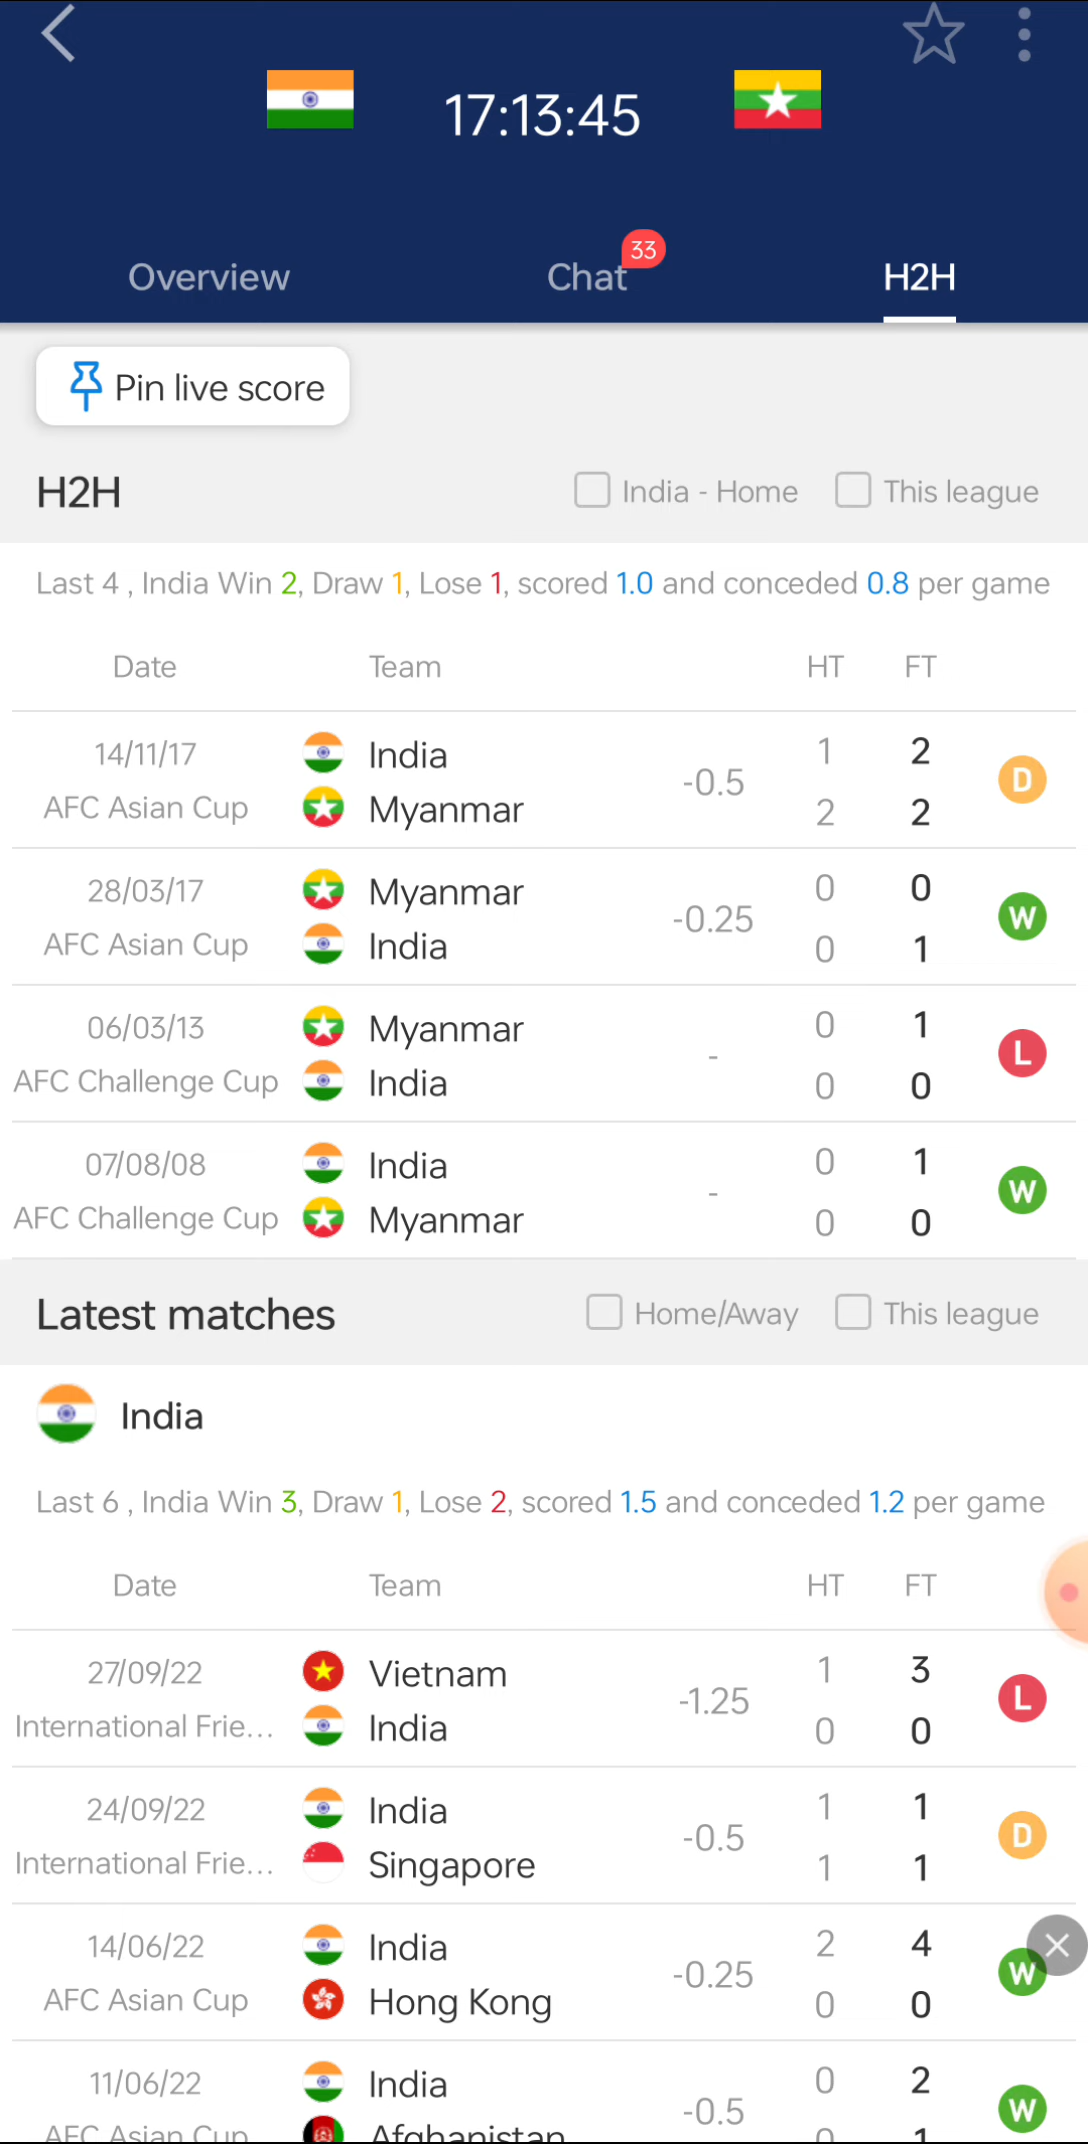 17:13:45
Overview Chat 33 H2H
Pin live score
H2H India - Home This league
Last 4 , India Win 2, Draw 1, Lose 1, scored 1.0 and conceded 0.8 per game
Date Team HT FT
14/11/17 India 1 2
AFC Asian Cup Myanmar -0.5 2 2 D
28/03/17 Myanmar 0 0
AFC Asian Cup India -0.25 0 1 W
06/03/13 Myanmar 0 1
AFC Challenge Cup India - 0 0 L
07/08/08 India 0 1
AFC Challenge Cup Myanmar - 0 0 W
Latest matches Home/Away This league
India
Last 6 , India Win 3, Draw 1, Lose 2, scored 1.5 and conceded 1.2 per game
Date Team HT FT
27/09/22 Vietnam 1 3
International Frie... India -1.25 0 0 L
24/09/22 India 1 1
International Frie... Singapore -0.5 1 1 D
14/06/22 India 2 4
AFC Asian Cup Hong Kong -0.25 0 0 W
11/06/22 India 0 2
AFC Asian Cup Afghanistan -0.5 0 1 W